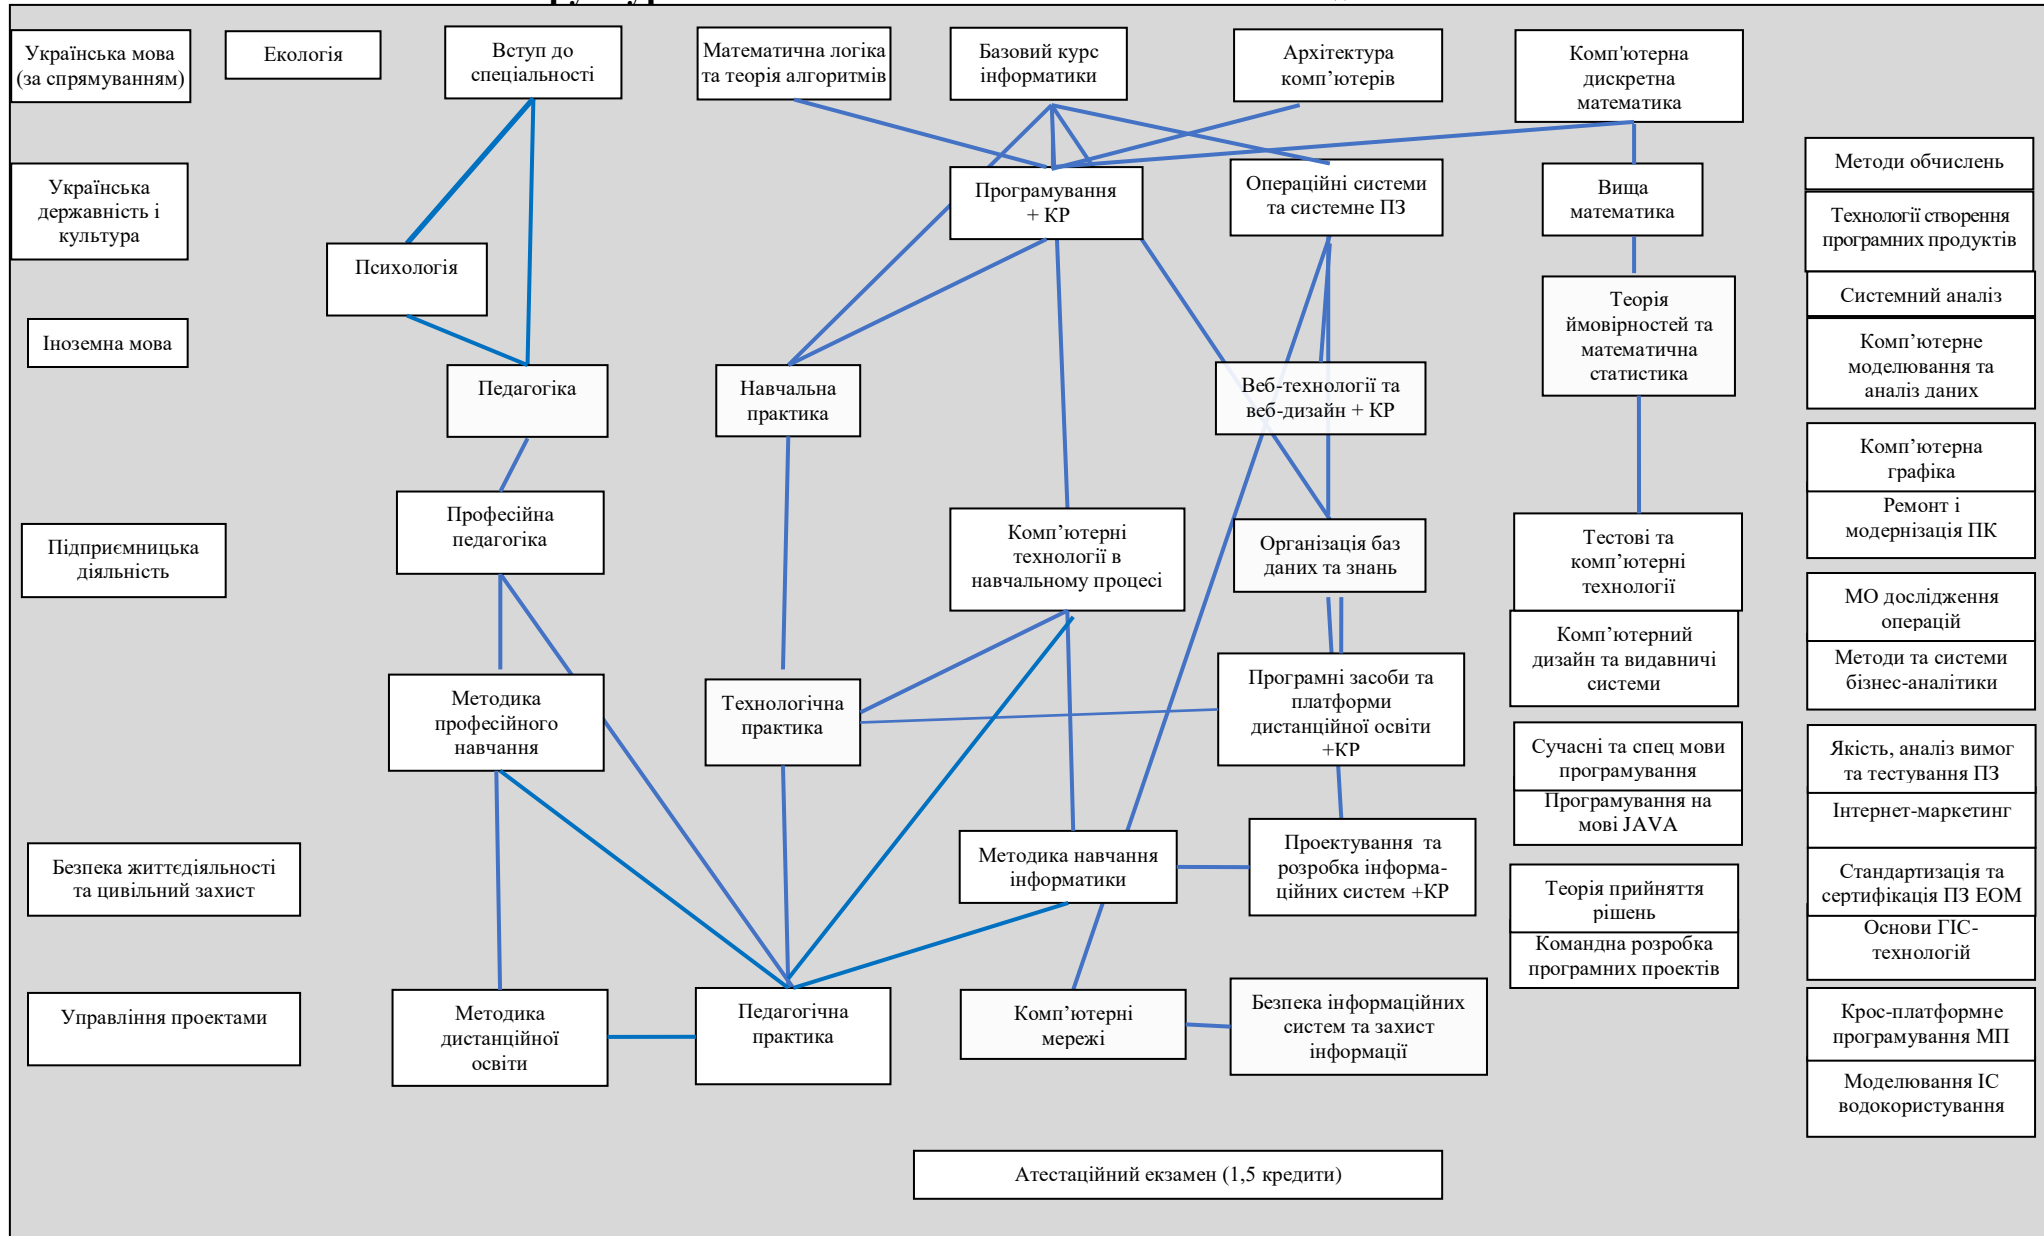 Українська мова
(за спрямуванням)
Екологія
Вступ до
спеціальності
Математична логіка
та теорія алгоритмів
Базовий курс
інформатики
Архітектура
комп’ютерів
Комп'ютерна
дискретна
математика
Українська
державність і
культура
Психологія
Програмування
+ КР
Операційні системи
та системне ПЗ
Вища
математика
Методи обчислень
Технології створення
програмних продуктів
Іноземна мова
Педагогіка
Навчальна
практика
Веб-технології та
веб-дизайн + КР
Теорія
ймовірностей та
математична
статистика
Системний аналіз
Комп’ютерне
моделювання та
аналіз даних
Комп’ютерна
графіка
Ремонт і
модернізація ПК
Підприємницька
діяльність
Професійна
педагогіка
Комп’ютерні
технології в
навчальному процесі
Організація баз
даних та знань
Тестові та
комп’ютерні
технології
Комп’ютерний
дизайн та видавничі
системи
МО дослідження
операцій
Методи та системи
бізнес-аналітики
Методика
професійного
навчання
Технологічна
практика
Програмні засоби та
платформи
дистанційної освіти
+КР
Сучасні та спец мови
програмування
Програмування на
мові JAVA
Якість, аналіз вимог
та тестування ПЗ
Інтернет-маркетинг
Безпека життєдіяльності
та цивільний захист
Методика навчання
інформатики
Проектування та
розробка інформа-
ційних систем +КР
Теорія прийняття
рішень
Командна розробка
програмних проектів
Стандартизація та
сертифікація ПЗ ЕОМ
Основи ГІС-
технологій
Управління проектами
Методика
дистанційної
освіти
Педагогічна
практика
Комп’ютерні
мережі
Безпека інформаційних
систем та захист
інформації
Крос-платформне
програмування МП
Моделювання ІС
водокористування
Атестаційний екзамен (1,5 кредити)